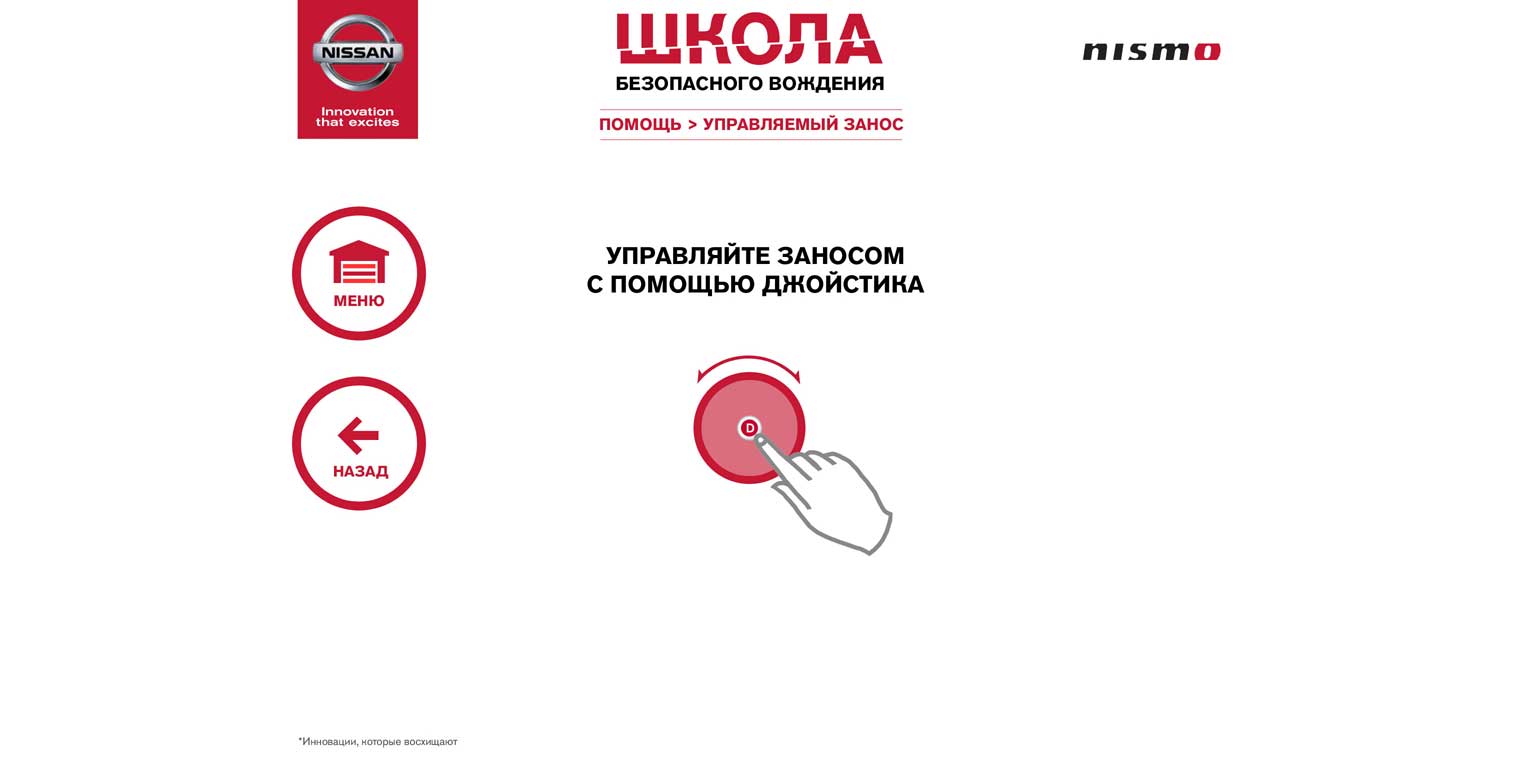 NISSAN
Innovation
that excites
ШКОЛА
БЕЗОПАСНОГО ВОЖДЕНИЯ
ПОМОЩЬ > УПРАВЛЯЕМЫЙ ЗАНОС
nismo
МЕНЮ
УПРАВЛЯЙТЕ ЗАНОСОМ
С ПОМОЩЬЮ ДЖОЙСТИКА
НАЗАД
D
*Инновации, которые восхищают